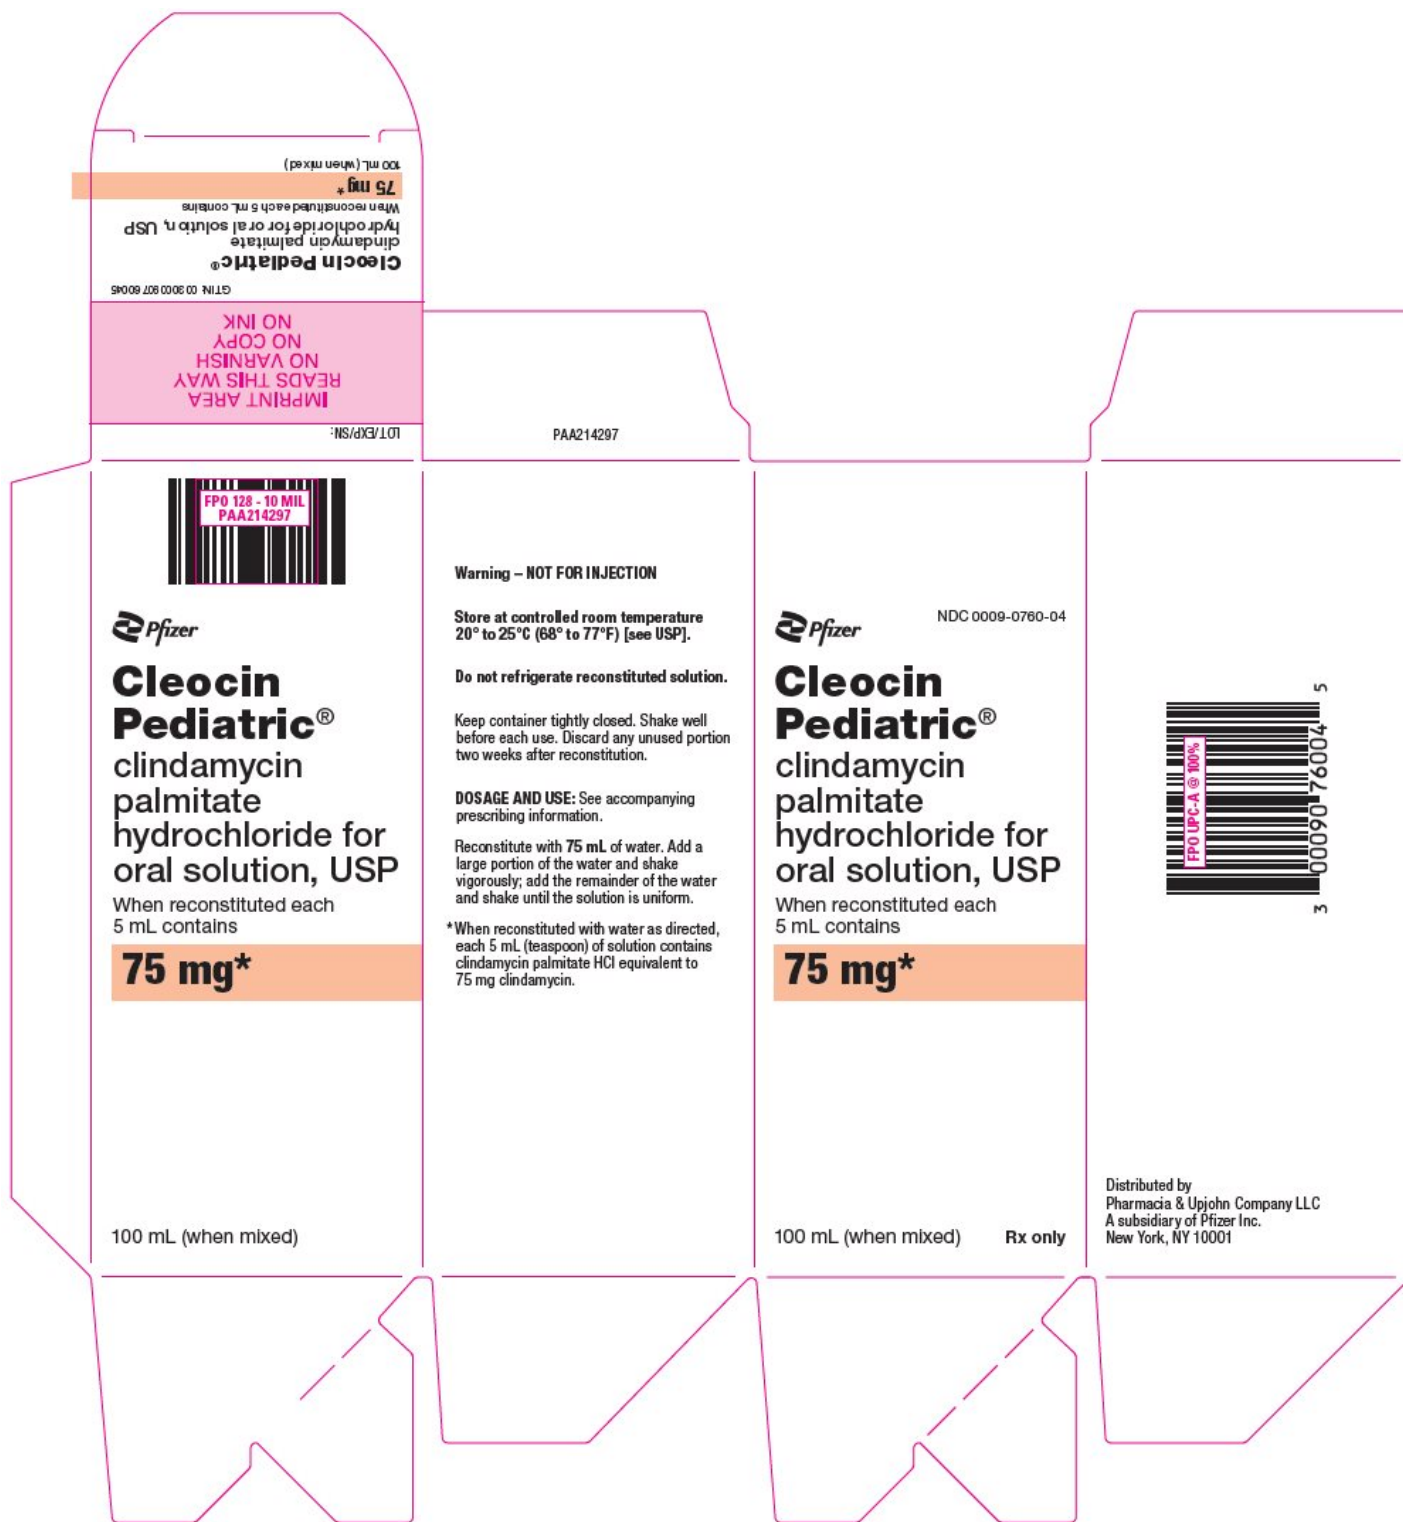 100 mL (when mixed)
75 mg*
When reconstituted each 5 mL contains
hydrochloride for oral solution, USP
clindamycin palmitate
Cleocin Pediatric®
GTIN: 00 3000 907 60045
NO INK
NO COPY
NO VARNISH
READS THIS WAY
IMPRINT AREA
LOT/EXP/SN:
PAA214297
FPO 128 - 10 MIL
PAA214297
Pfizer
Cleocin
Pediatric®
clindamycin
palmitate
hydrochloride for
oral solution, USP
When reconstituted each
5 mL contains
75 mg*
100 mL (when mixed)
Warning – NOT FOR INJECTION
Store at controlled room temperature
20° to 25°C (68° to 77°F) [see USP].
Do not refrigerate reconstituted solution.
Keep container tightly closed. Shake well
before each use. Discard any unused portion
two weeks after reconstitution.
DOSAGE AND USE: See accompanying
prescribing information.
Reconstitute with 75 mL of water. Add a
large portion of the water and shake
vigorously; add the remainder of the water
and shake until the solution is uniform.
*When reconstituted with water as directed,
each 5 mL (teaspoon) of solution contains
clindamycin palmitate HCl equivalent to
75 mg clindamycin.
Pfizer
NDC 0009-0760-04
Cleocin
Pediatric®
clindamycin
palmitate
hydrochloride for
oral solution, USP
When reconstituted each
5 mL contains
75 mg*
100 mL (when mixed)
Rx only
FPO UPC-A @ 100%
3 00090 76004 5
Distributed by
Pharmacia & Upjohn Company LLC
A subsidiary of Pfizer Inc.
New York, NY 10001